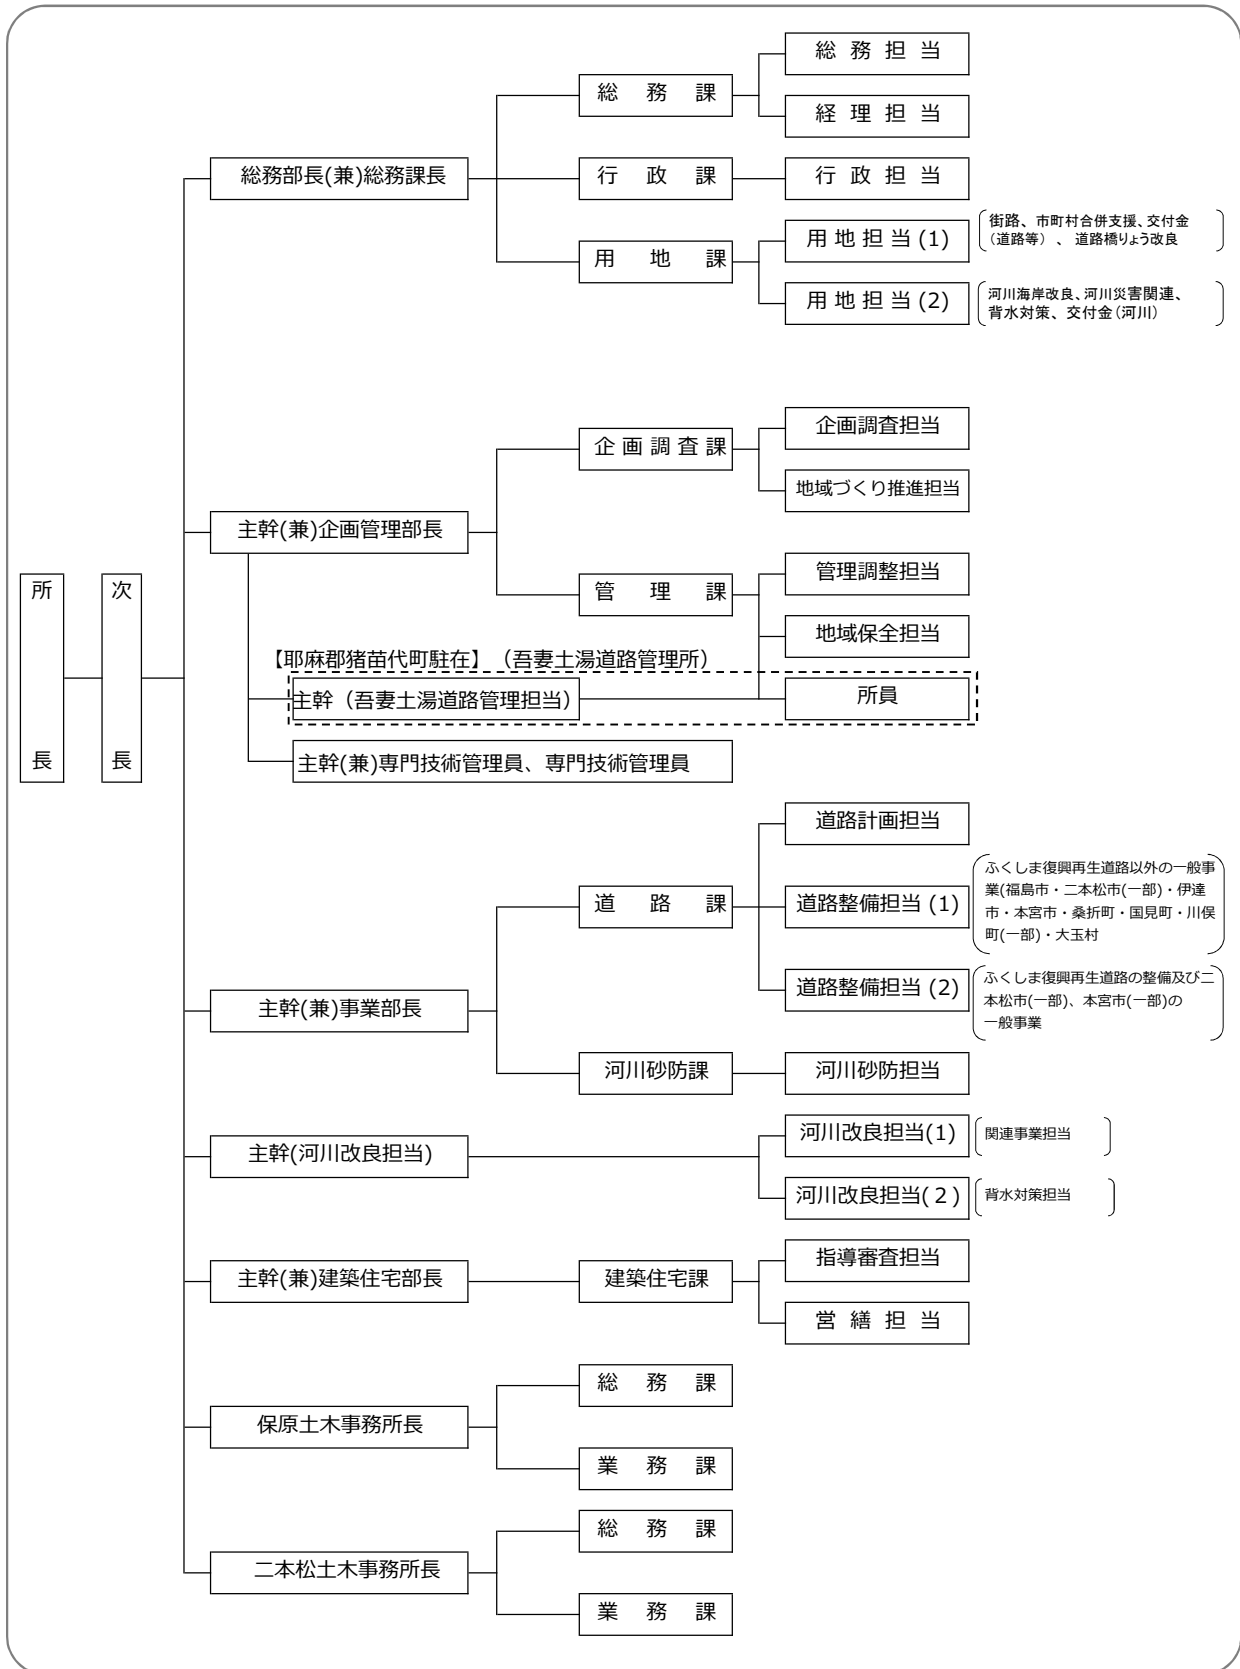 所長
次長
総務部長(兼)総務課長
総務課
総務担当
経理担当
行政課
行政担当
用地課
用地担当(1)
街路、市町村合併支援、交付金
(道路等)、道路橋りょう改良
用地担当(2)
河川海岸改良、河川災害関連、
背水対策、交付金(河川)
主幹(兼)企画管理部長
企画調査課
企画調査担当
地域づくり推進担当
管理課
管理調整担当
地域保全担当
【耶麻郡猪苗代町駐在】(吾妻土湯道路管理所)
主幹(吾妻土湯道路管理担当)
所員
主幹(兼)専門技術管理員、専門技術管理員
主幹(兼)事業部長
道路課
道路計画担当
道路整備担当(1)
ふくしま復興再生道路以外の一般事
業(福島市・二本松市(一部)・伊達
市・本宮市・桑折町・国見町・川俣
町(一部)・大玉村
道路整備担当(2)
ふくしま復興再生道路の整備及び二
本松市(一部)、本宮市(一部)の
一般事業
河川砂防課
河川砂防担当
主幹(河川改良担当)
河川改良担当(1)
関連事業担当
河川改良担当(2)
背水対策担当
主幹(兼)建築住宅部長
建築住宅課
指導審査担当
営繕担当
保原土木事務所長
総務課
業務課
二本松土木事務所長
総務課
業務課